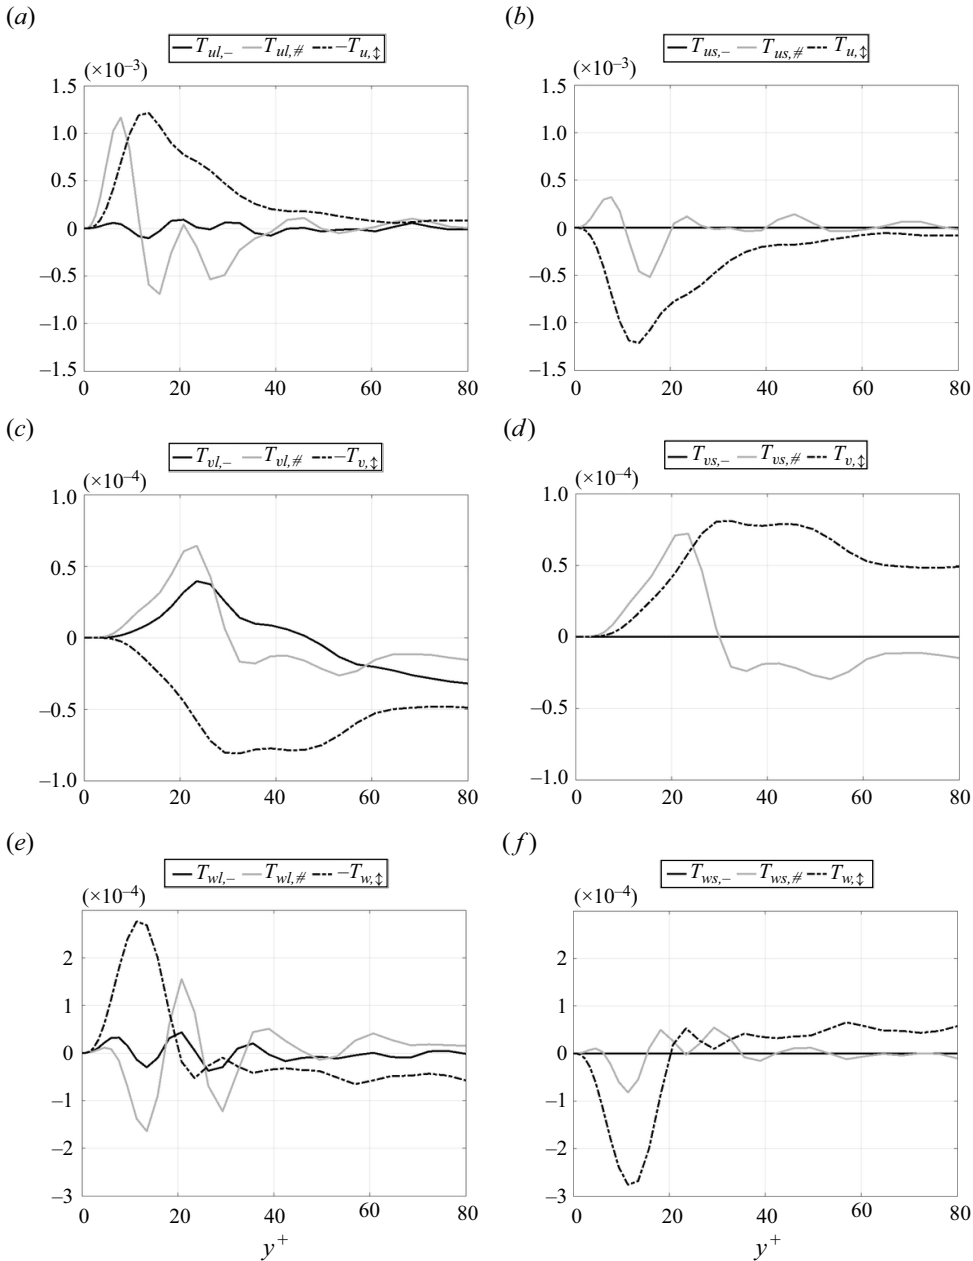 (a)
T_{ul,–} T_{ul,#} –T_{u,↕}
(×10^{–3})
1.5
1.0
0.5
0
–0.5
–1.0
–1.5
0 20 40 60 80
(b)
T_{us,–} T_{us,#} T_{u,↕}
(×10^{–3})
1.5
1.0
0.5
0
–0.5
–1.0
–1.5
0 20 40 60 80
(c)
T_{vl,–} T_{vl,#} –T_{v,↕}
(×10^{–4})
1.0
0.5
0
–0.5
–1.0
0 20 40 60 80
(d)
T_{vs,–} T_{vs,#} T_{v,↕}
(×10^{–4})
1.0
0.5
0
–0.5
–1.0
0 20 40 60 80
(e)
T_{wl,–} T_{wl,#} –T_{w,↕}
(×10^{–4})
2
1
0
–1
–2
–3
0 20 40 60 80
y^+
(f)
T_{ws,–} T_{ws,#} T_{w,↕}
(×10^{–4})
2
1
0
–1
–2
–3
0 20 40 60 80
y^+